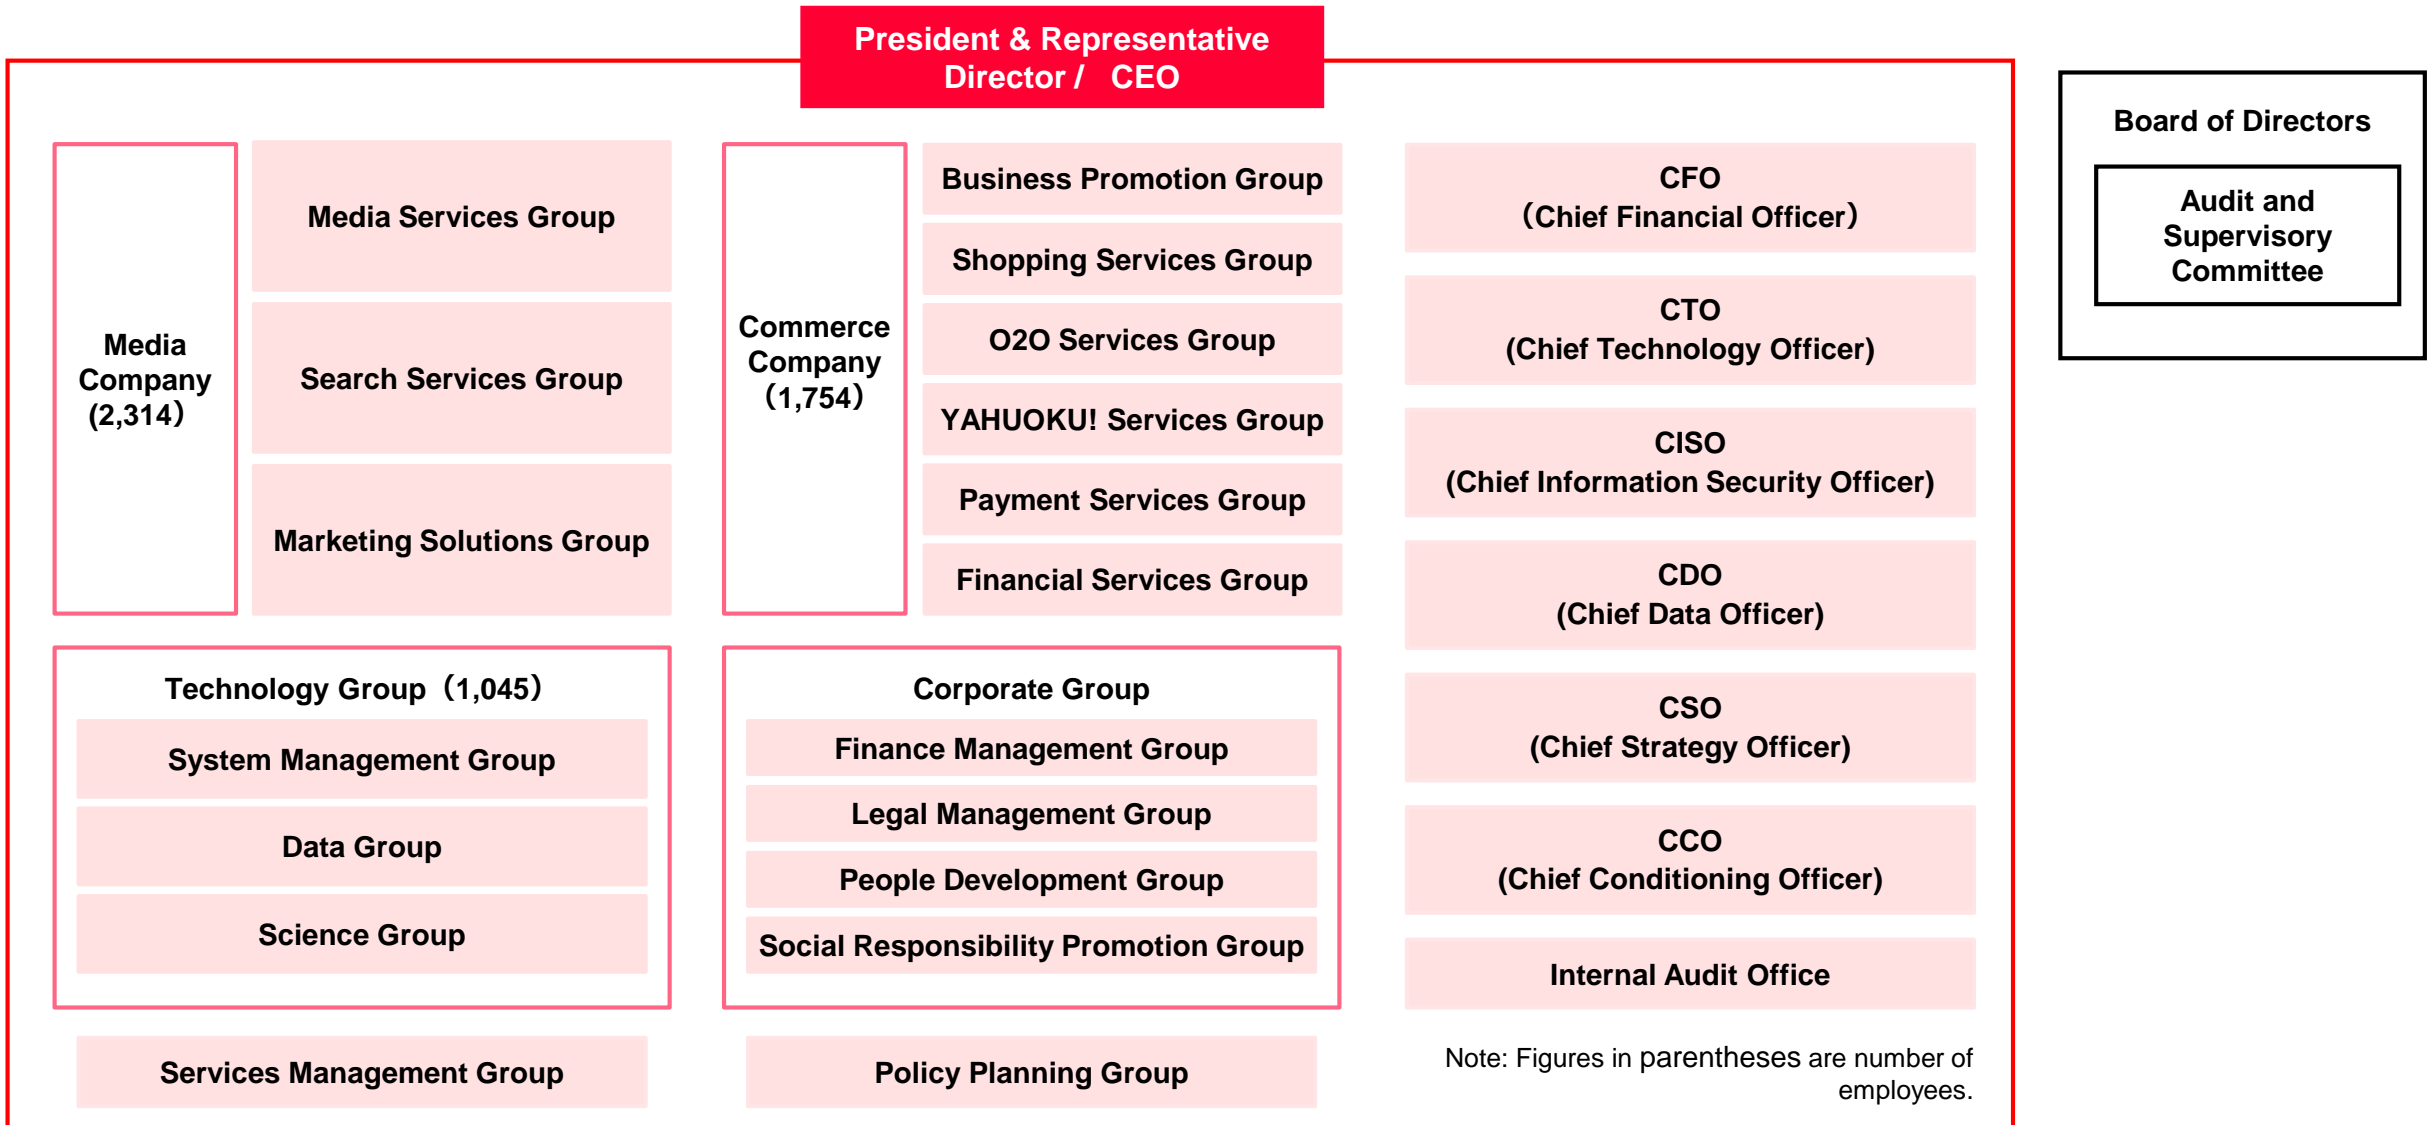 President & Representative
Director / CEO
Media
Company
(2,314）
Media Services Group
Search Services Group
Marketing Solutions Group
Commerce
Company
（1,754）
Business Promotion Group
Shopping Services Group
O2O Services Group
YAHUOKU! Services Group
Payment Services Group
Financial Services Group
Technology Group（1,045）
System Management Group
Data Group
Science Group
Services Management Group
Corporate Group
Finance Management Group
Legal Management Group
People Development Group
Social Responsibility Promotion Group
Policy Planning Group
CFO
（Chief Financial Officer）
CTO
(Chief Technology Officer)
CISO
(Chief Information Security Officer)
CDO
(Chief Data Officer)
CSO
(Chief Strategy Officer)
CCO
(Chief Conditioning Officer)
Internal Audit Office
Note: Figures in parentheses are number of
employees.
Board of Directors
Audit and
Supervisory
Committee